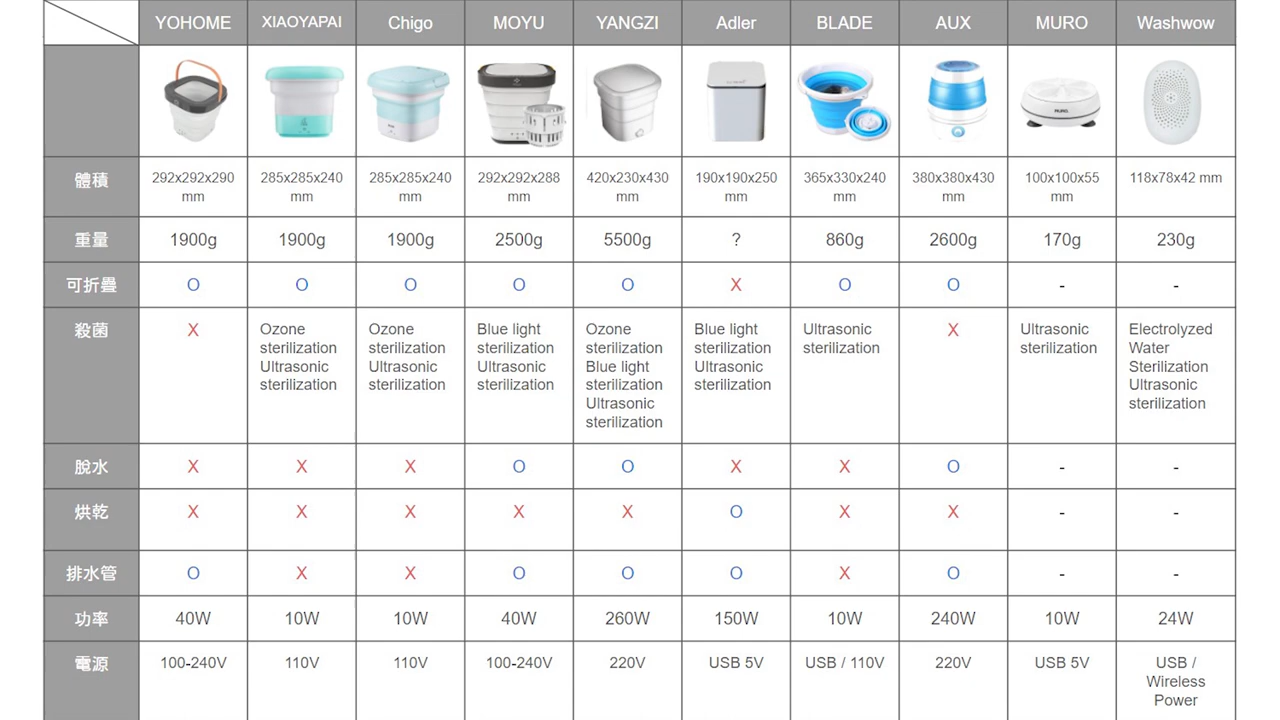 YOHOME XIAOYAPAI Chigo MOYU YANGZI Adler BLADE AUX MURO Washwow
MURO.
體積 292x292x290 mm 285x285x240 mm 285x285x240 mm 292x292x288 mm 420x230x430 mm 190x190x250 mm 365x330x240 mm 380x380x430 mm 100x100x55 mm 118x78x42 mm
重量 1900g 1900g 1900g 2500g 5500g ? 860g 2600g 170g 230g
可折疊 O O O O O X O O - -
殺菌 X Ozone sterilization Ultrasonic sterilization Ozone sterilization Ultrasonic sterilization Blue light sterilization Ultrasonic sterilization Ozone sterilization Blue light sterilization Ultrasonic sterilization Blue light sterilization Ultrasonic sterilization Ultrasonic sterilization X Ultrasonic sterilization Electrolyzed Water Sterilization Ultrasonic sterilization
脫水 X X X O O X X O - -
烘乾 X X X X X O X X - -
排水管 O X X O O O X O - -
功率 40W 10W 10W 40W 260W 150W 10W 240W 10W 24W
電源 100-240V 110V 110V 100-240V 220V USB 5V USB / 110V 220V USB 5V USB / Wireless Power